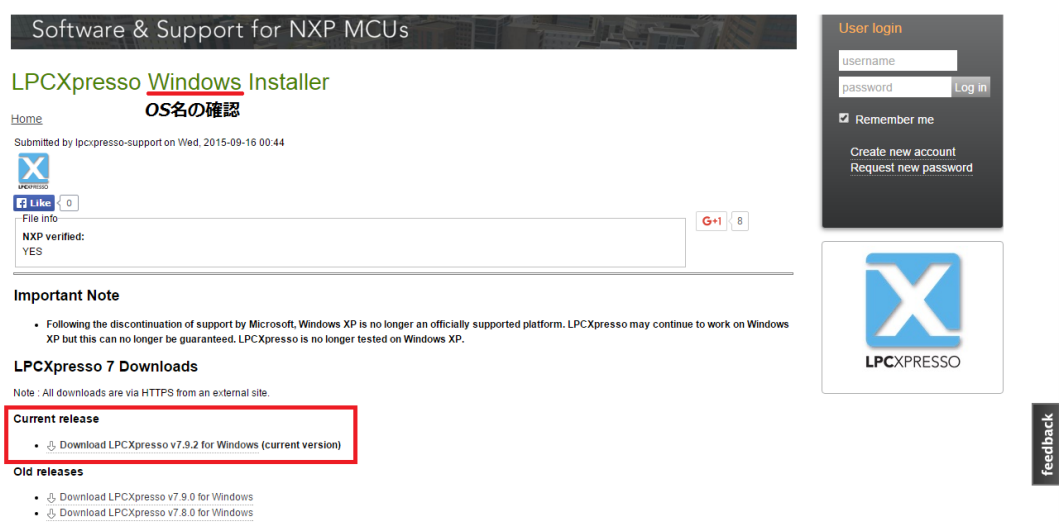 Software & Support for NXP MCUs
LPCXpresso Windows Installer
OS名の確認
Home
Submitted by lpcxpresso-support on Wed, 2015-09-16 00:44
LPCXPRESSO
Like 0
File info
NXP verified:
YES
G+1 8
Important Note
Following the discontinuation of support by Microsoft, Windows XP is no longer an officially supported platform. LPCXpresso may continue to work on Windows
XP but this can no longer be guaranteed. LPCXpresso is no longer tested on Windows XP.
LPCXpresso 7 Downloads
Note : All downloads are via HTTPS from an external site.
Current release
Download LPCXpresso v7.9.2 for Windows (current version)
Old releases
Download LPCXpresso v7.9.0 for Windows
Download LPCXpresso v7.8.0 for Windows
User login
username
password Log in
Remember me
Create new account
Request new password
LPCXPRESSO
feedback